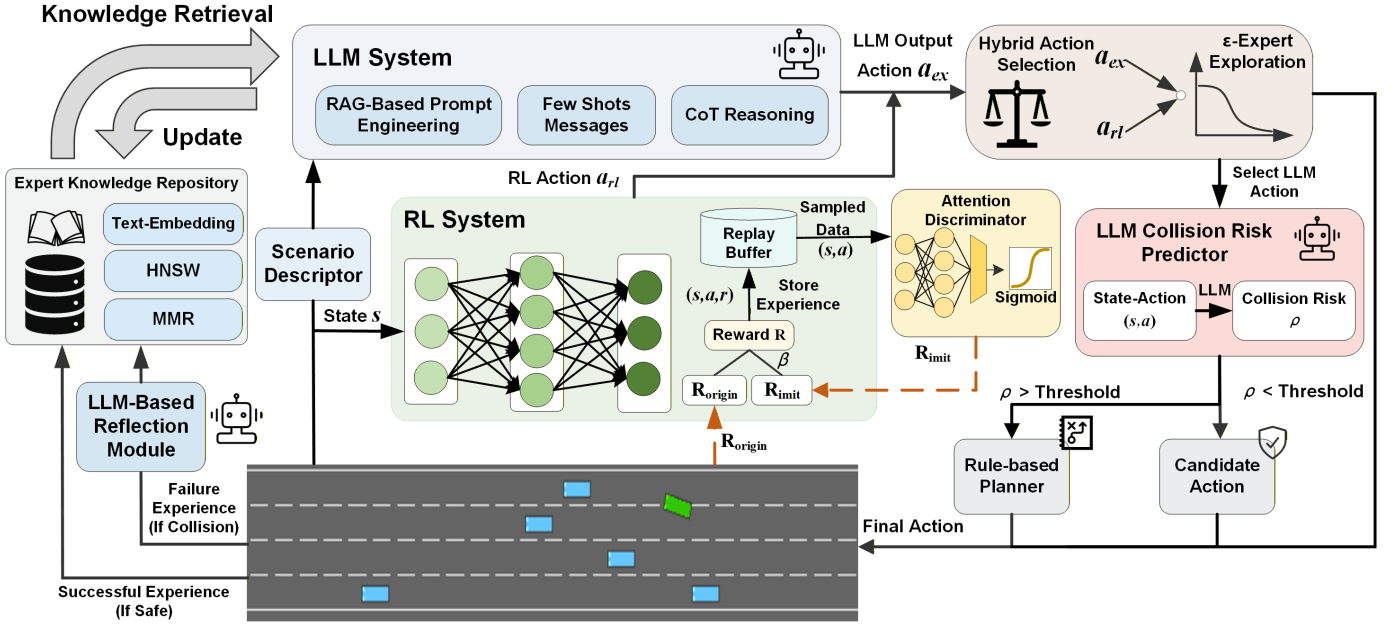 Knowledge Retrieval
Update
Expert Knowledge Repository
Text-Embedding
HNSW
MMR
LLM-Based
Reflection
Module
Failure
Experience
(If Collision)
Successful Experience
(If Safe)
LLM System
RAG-Based Prompt
Engineering
Few Shots
Messages
CoT Reasoning
Scenario
Descriptor
State s
RL Action a_rl
RL System
Replay
Buffer
(s,a,r)
Store
Experience
Reward R
β
R_origin
R_imit
R_origin
Sampled
Data
(s,a)
Attention
Discriminator
Sigmoid
R_imit
LLM Output
Action a_ex
Hybrid Action
Selection
a_ex
a_rl
ε-Expert
Exploration
Select LLM
Action
LLM Collision Risk
Predictor
State-Action
(s,a)
LLM
Collision Risk
ρ
ρ > Threshold
ρ < Threshold
Rule-based
Planner
Candidate
Action
Final Action